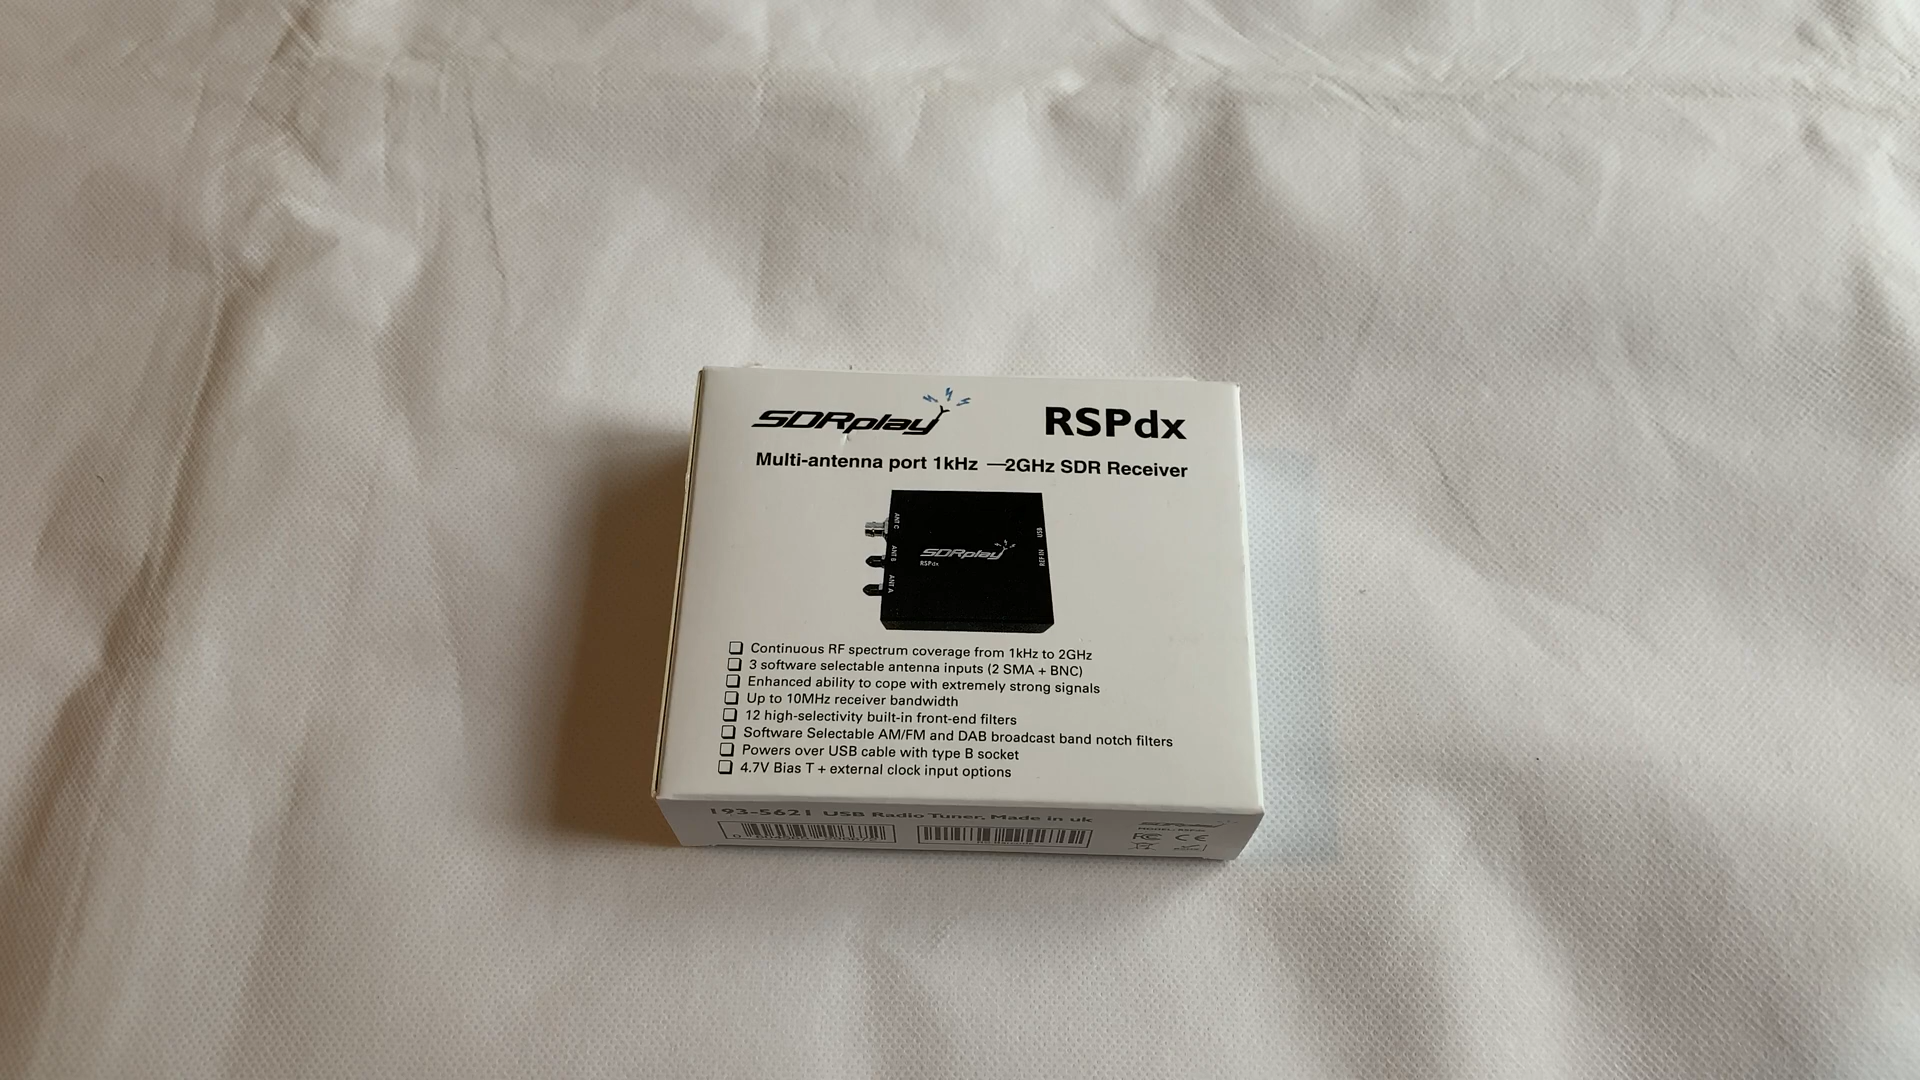 SDRplay RSPdx
Multi-antenna port 1kHz —2GHz SDR Receiver
ANT C
ANT B
ANT A
SDRplay
RSPdx
USB
REF IN
❏ Continuous RF spectrum coverage from 1kHz to 2GHz
❏ 3 software selectable antenna inputs (2 SMA + BNC)
❏ Enhanced ability to cope with extremely strong signals
❏ Up to 10MHz receiver bandwidth
❏ 12 high-selectivity built-in front-end filters
❏ Software Selectable AM/FM and DAB broadcast band notch filters
❏ Powers over USB cable with type B socket
❏ 4.7V Bias T + external clock input options
193-5621 USB Radio Tuner, Made in uk
SDRplay
FC CE